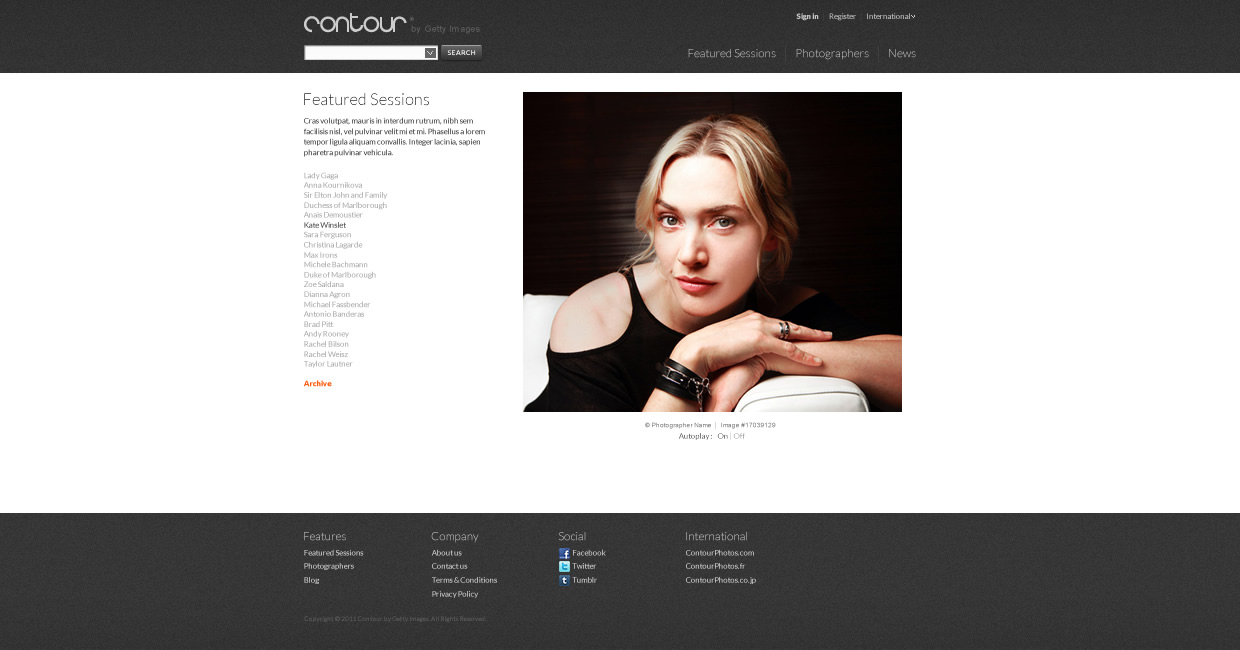 contour® by Getty Images
Sign in | Register | International
SEARCH
Featured Sessions | Photographers | News
Featured Sessions
Cras volutpat, mauris in interdum rutrum, nibh sem
facilisis nisl, vel pulvinar velit mi et mi. Phasellus a lorem
tempor ligula aliquam convallis. Integer lacinia, sapien
pharetra pulvinar vehicula.
Lady Gaga
Anna Kournikova
Sir Elton John and Family
Duchess of Marlborough
Anais Demoustier
Kate Winslet
Sara Ferguson
Christina Lagarde
Max Irons
Michele Bachmann
Duke of Marlborough
Zoe Saldana
Dianna Agron
Michael Fassbender
Antonio Banderas
Brad Pitt
Andy Rooney
Rachel Bilson
Rachel Weisz
Taylor Lautner
Archive
© Photographer Name | Image #17039129
Autoplay: On | Off
Features
Featured Sessions
Photographers
Blog
Company
About us
Contact us
Terms & Conditions
Privacy Policy
Social
Facebook
Twitter
Tumblr
International
ContourPhotos.com
ContourPhotos.fr
ContourPhotos.co.jp
Copyright © 2011 Contour by Getty Images. All Rights Reserved.